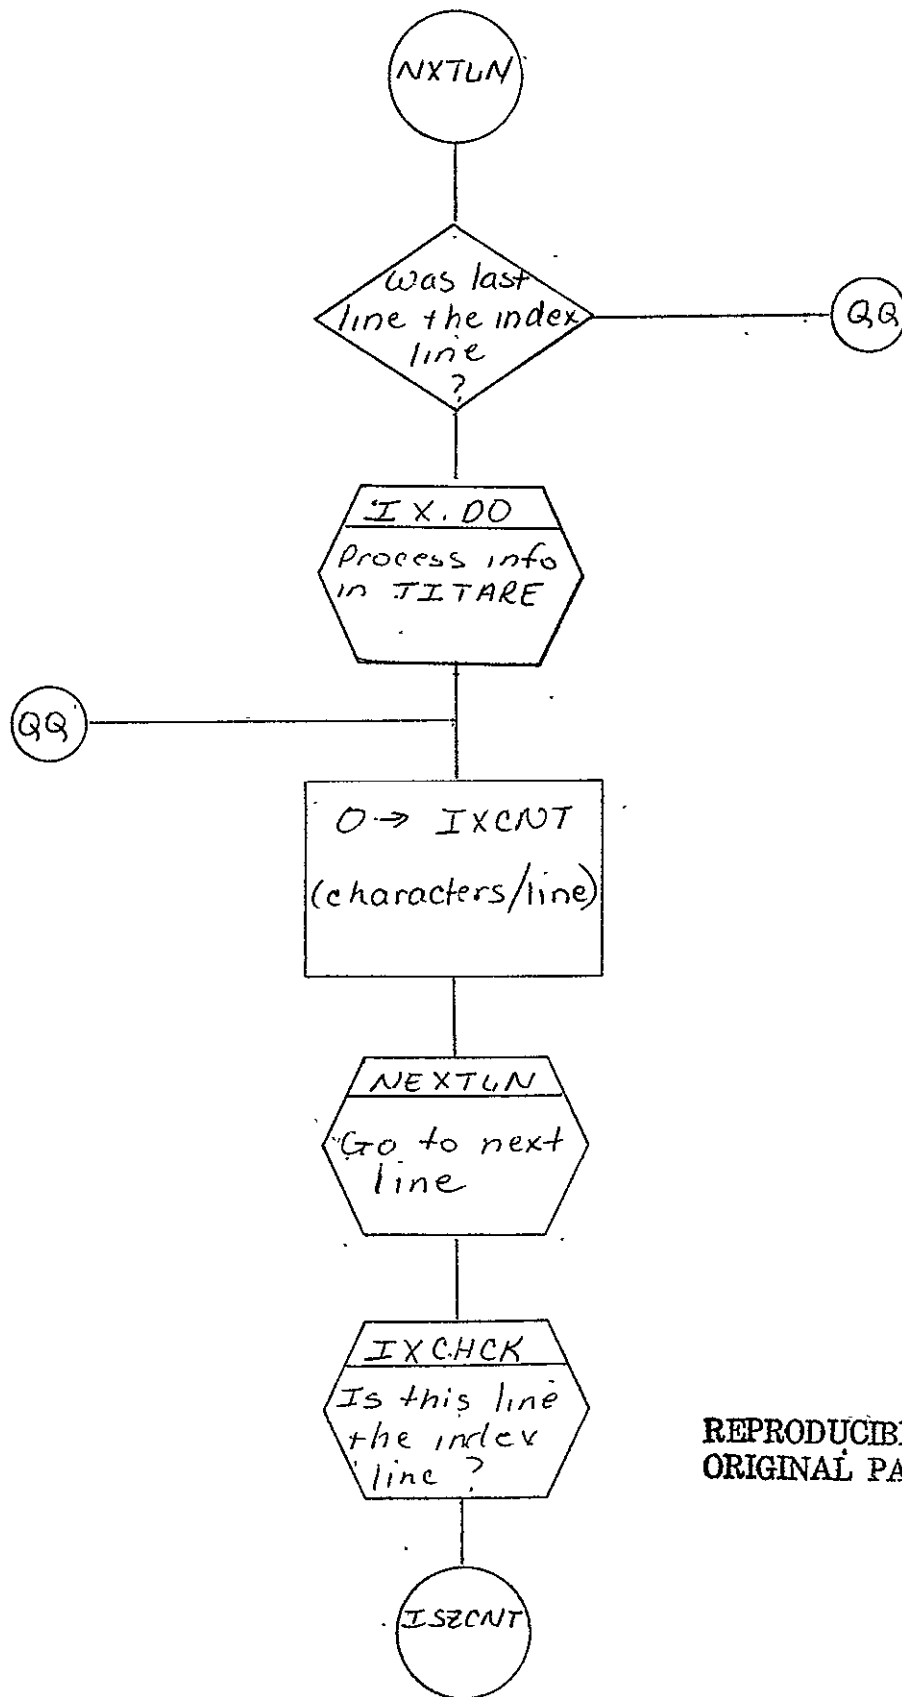 NXTLN
Was last
line the index
line
?
QQ
IX.DO
Process info
in TITARE
QQ
0 → IXCNT
(characters/line)
NEXTLN
Go to next
line
IXCHCK
Is this line
the index
line ?
REPRODUCIB
ORIGINAL PA
ISZCNT